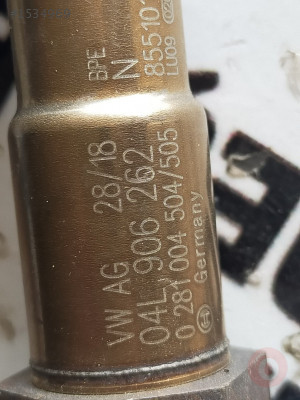 BPE
N
855101
LU09
VW AG 28/18
04L 906 262
0 281 004 504/505
Germany